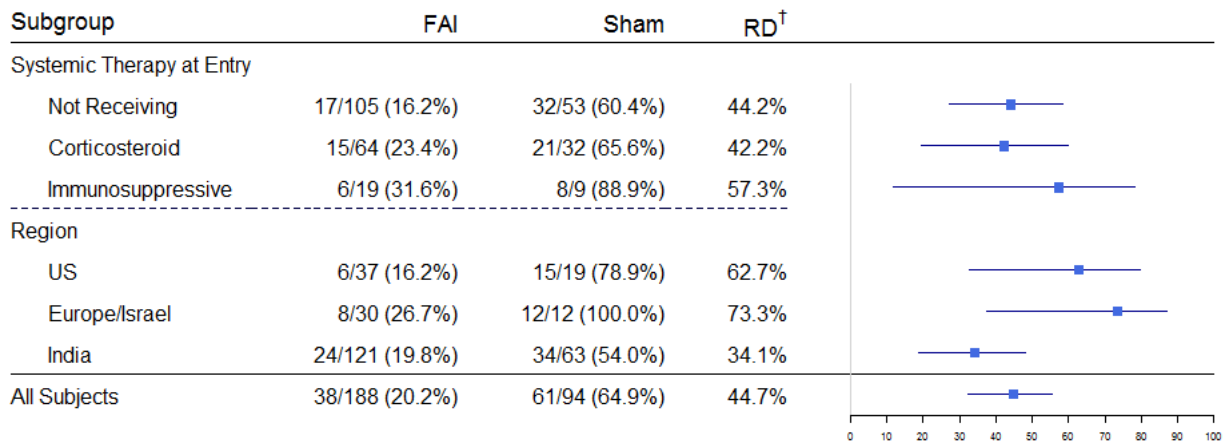 Subgroup FAI Sham RD†
Systemic Therapy at Entry
Not Receiving 17/105 (16.2%) 32/53 (60.4%) 44.2%
Corticosteroid 15/64 (23.4%) 21/32 (65.6%) 42.2%
Immunosuppressive 6/19 (31.6%) 8/9 (88.9%) 57.3%
Region
US 6/37 (16.2%) 15/19 (78.9%) 62.7%
Europe/Israel 8/30 (26.7%) 12/12 (100.0%) 73.3%
India 24/121 (19.8%) 34/63 (54.0%) 34.1%
All Subjects 38/188 (20.2%) 61/94 (64.9%) 44.7%
0 10 20 30 40 50 60 70 80 90 100